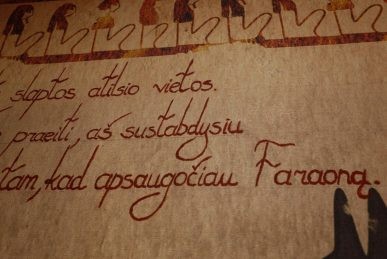 slaptos atilsio vietos.
praeiti, aš sustabdysiu
tam, kad apsaugočiau Faraoną.